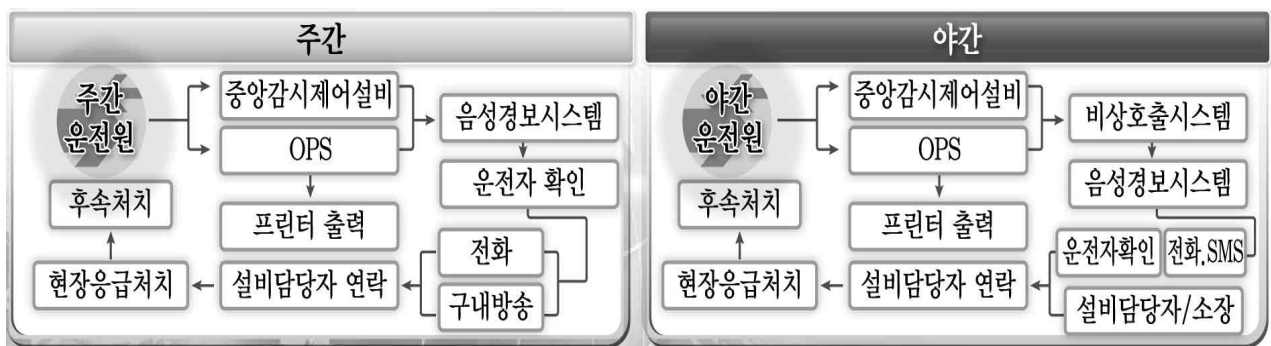 주간
주간
운전원
중앙감시제어설비
OPS
프린터 출력
음성경보시스템
운전자 확인
전화
구내방송
설비담당자 연락
현장응급처치
후속처치
야간
야간
운전원
중앙감시제어설비
OPS
프린터 출력
비상호출시스템
음성경보시스템
전화,SMS
운전자확인
설비담당자/소장
설비담당자 연락
현장응급처치
후속처치